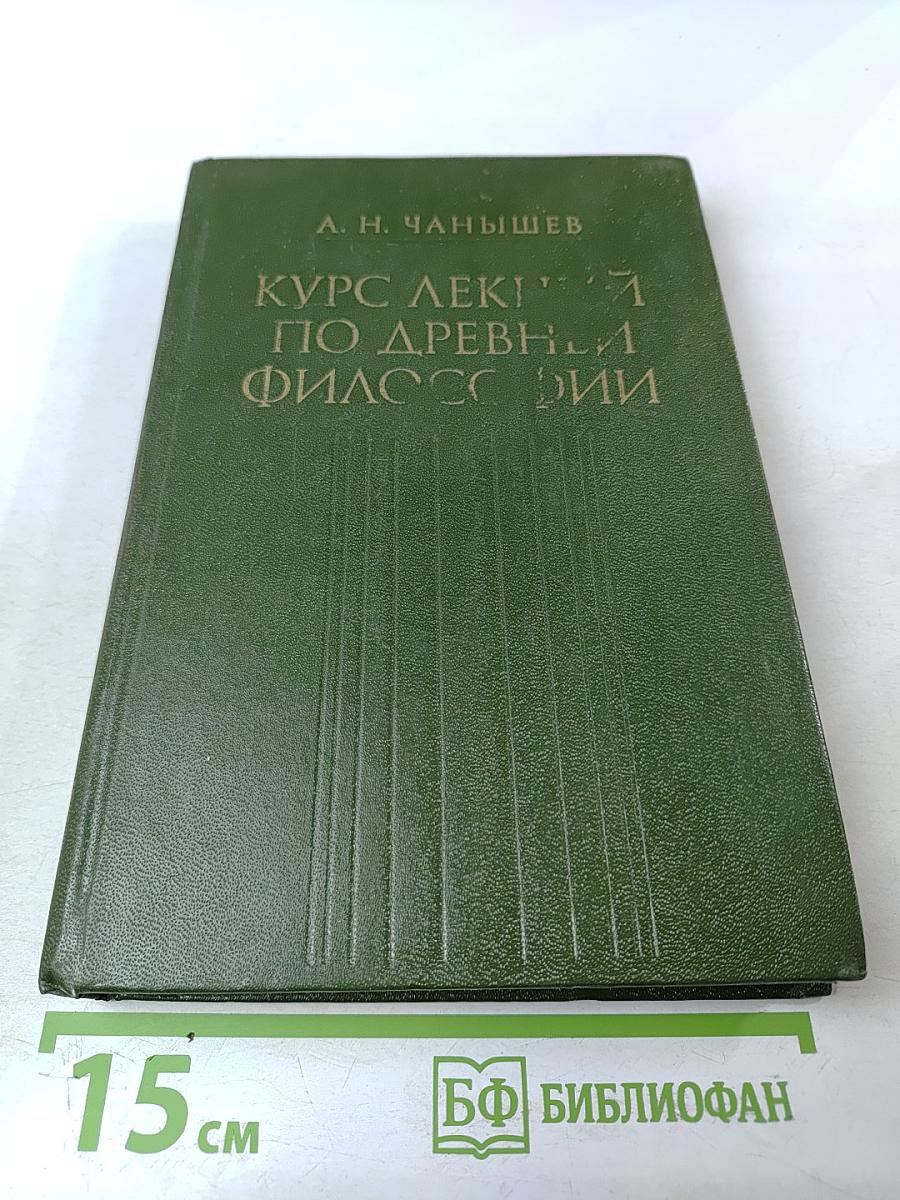 А. Н. ЧАНЫШЕВ
КУРС ЛЕКЦИЙ
ПО ДРЕВНЕЙ
ФИЛОСОФИИ
15 см
БФ БИБЛИОФАН